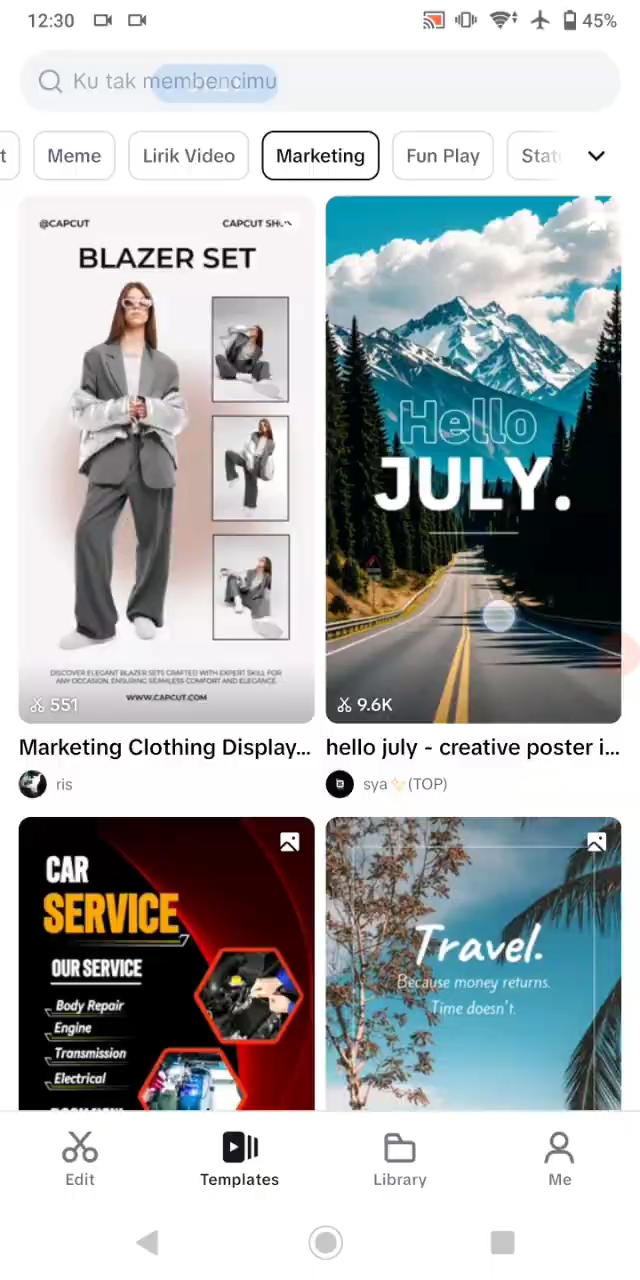 12:30
45%
Ku tak membencimu
t
Meme
Lirik Video
Marketing
Fun Play
@CAPCUT
CAPCUT
BLAZER SET
DISCOVER ELEGANT BLAZER SETS CRAFTED WITH EXPERT SKILL FOR
ANY OCCASION, ENSURING SEAMLESS COMFORT AND ELEGANCE.
WWW.CAPCUT.COM
551
Hello
JULY.
9.6K
Marketing Clothing Display...
hello july - creative poster i...
ris
sya✨(TOP)
CAR
SERVICE
OUR SERVICE
Body Repair
Engine
Transmission
Electrical
Travel.
Because money returns.
Time doesn't.
Edit
Templates
Library
Me